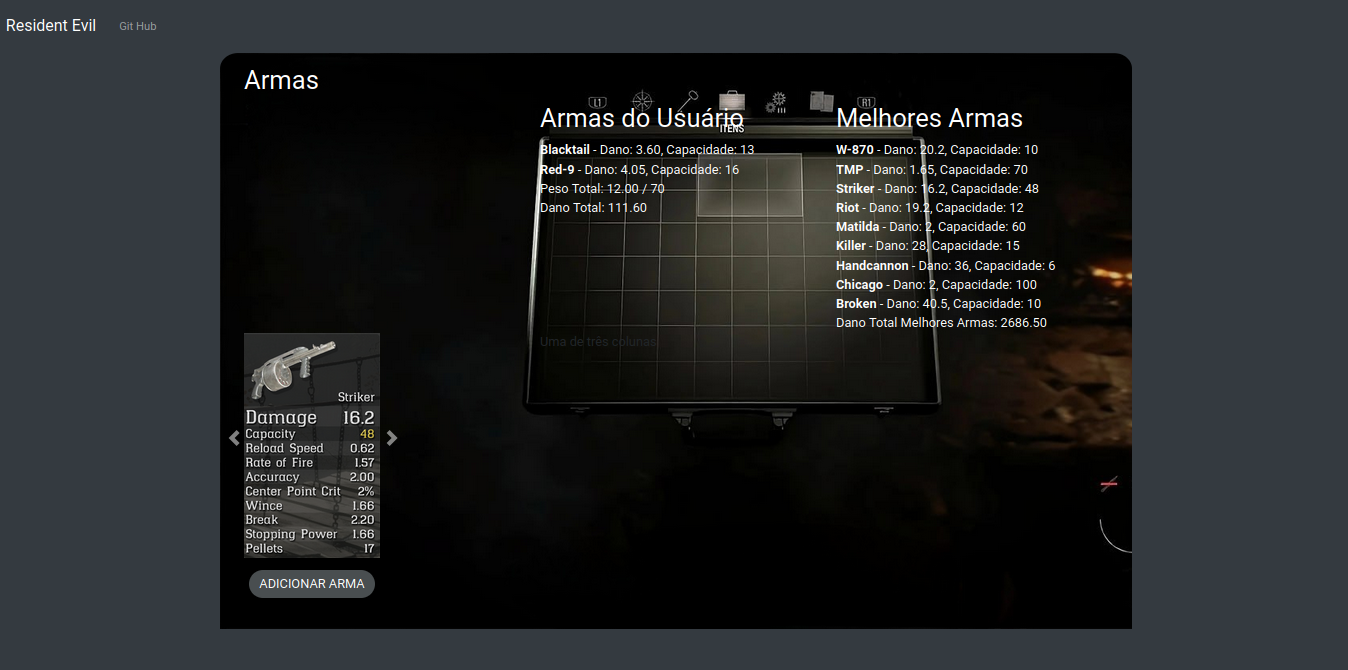 Resident Evil
Git Hub
Armas
L1
R1
ITENS
Armas do Usuário
Blacktail - Dano: 3.60, Capacidade: 13
Red-9 - Dano: 4.05, Capacidade: 16
Peso Total: 12.00 / 70
Dano Total: 111.60
Uma de três colunas
Melhores Armas
W-870 - Dano: 20.2, Capacidade: 10
TMP - Dano: 1.65, Capacidade: 70
Striker - Dano: 16.2, Capacidade: 48
Riot - Dano: 19.2, Capacidade: 12
Matilda - Dano: 2, Capacidade: 60
Killer - Dano: 28, Capacidade: 15
Handcannon - Dano: 36, Capacidade: 6
Chicago - Dano: 2, Capacidade: 100
Broken - Dano: 40.5, Capacidade: 10
Dano Total Melhores Armas: 2686.50
Striker
Damage 16.2
Capacity 48
Reload Speed 0.62
Rate of Fire 1.57
Accuracy 2.00
Center Point Crit 2%
Wince 1.66
Break 2.20
Stopping Power 1.66
Pellets 17
ADICIONAR ARMA